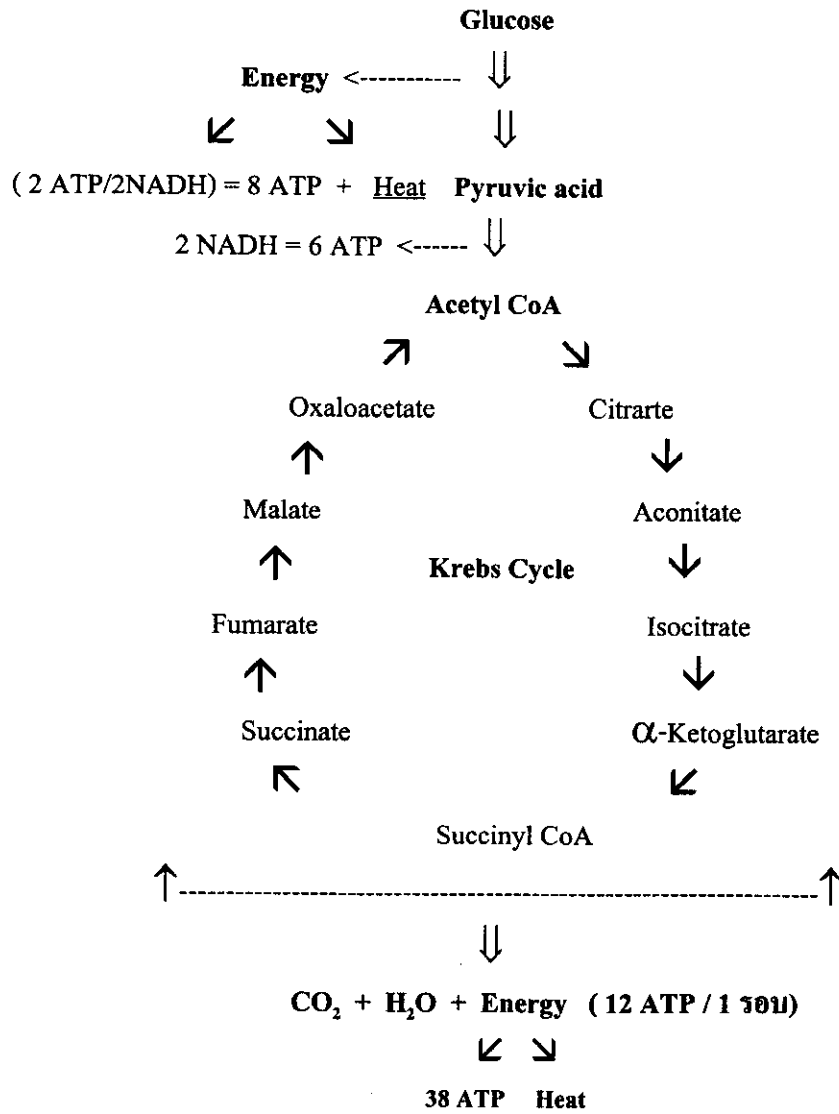 Glucose
Energy <-----------
( 2 ATP/2NADH) = 8 ATP + Heat Pyruvic acid
2 NADH = 6 ATP <------
Acetyl CoA
Oxaloacetate Citrarte
Malate Aconitate
Krebs Cycle
Fumarate Isocitrate
Succinate α-Ketoglutarate
Succinyl CoA
CO₂ + H₂O + Energy ( 12 ATP / 1 รอบ)
38 ATP Heat